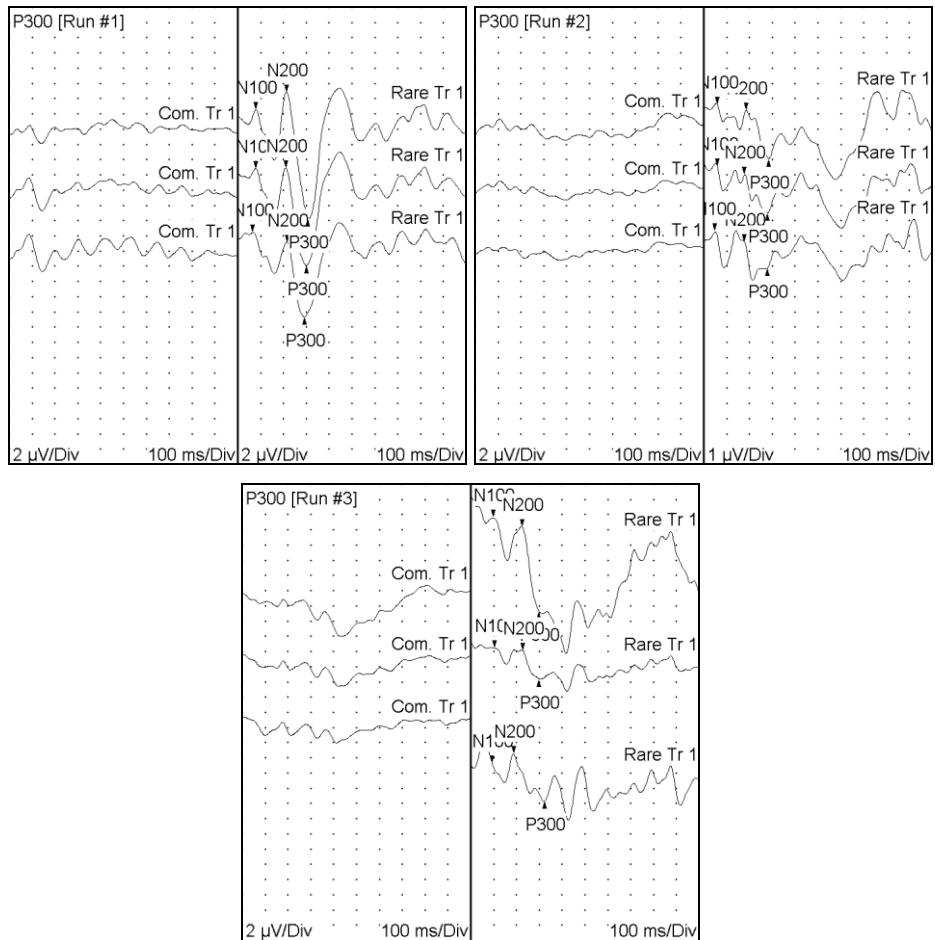 P300 [Run #1]
N200
N100
Com. Tr 1
Rare Tr 1
N200
Com. Tr 1
Rare Tr 1
N100
N200
Com. Tr 1
Rare Tr 1
P300
P300
P300
2 µV/Div
100 ms/Div
2 µV/Div
100 ms/Div
P300 [Run #2]
N100
Com. Tr 1
Rare Tr 1
N200
Com. Tr 1
Rare Tr 1
P300
Com. Tr 1
Rare Tr 1
P300
P300
100 ms/Div
2 µV/Div
1 µV/Div
100 ms/Div
P300 [Run #3]
N200
Com. Tr 1
Rare Tr 1
N200
Com. Tr 1
Rare Tr 1
P300
Com. Tr 1
N200
Rare Tr 1
P300
2 µV/Div
100 ms/Div
100 ms/Div